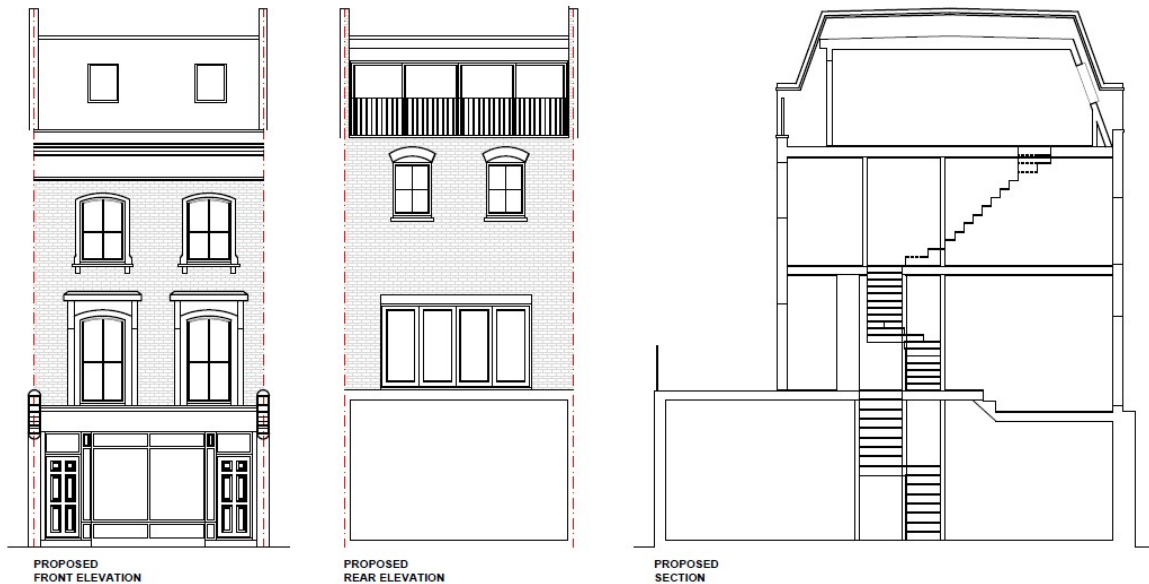 PROPOSED
FRONT ELEVATION
PROPOSED
REAR ELEVATION
PROPOSED
SECTION